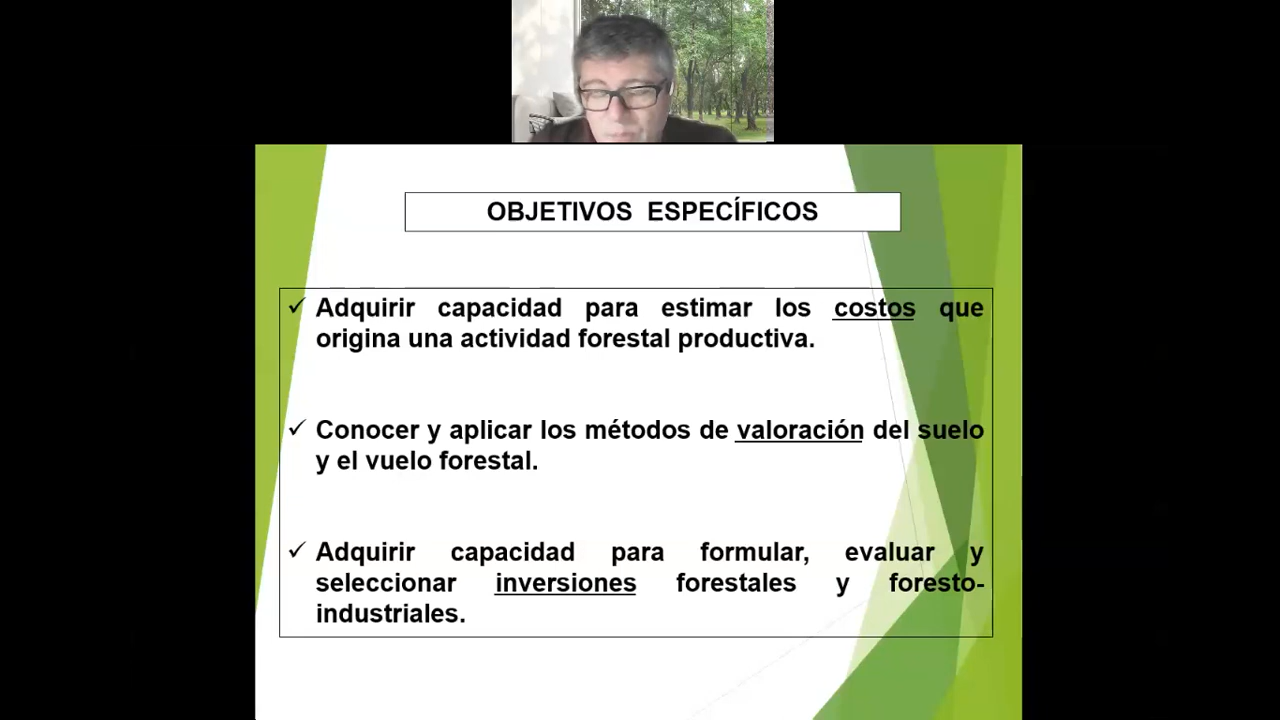 OBJETIVOS ESPECÍFICOS
✓ Adquirir capacidad para estimar los costos que
origina una actividad forestal productiva.
✓ Conocer y aplicar los métodos de valoración del suelo
y el vuelo forestal.
✓ Adquirir capacidad para formular, evaluar y
seleccionar inversiones forestales y foresto-
industriales.